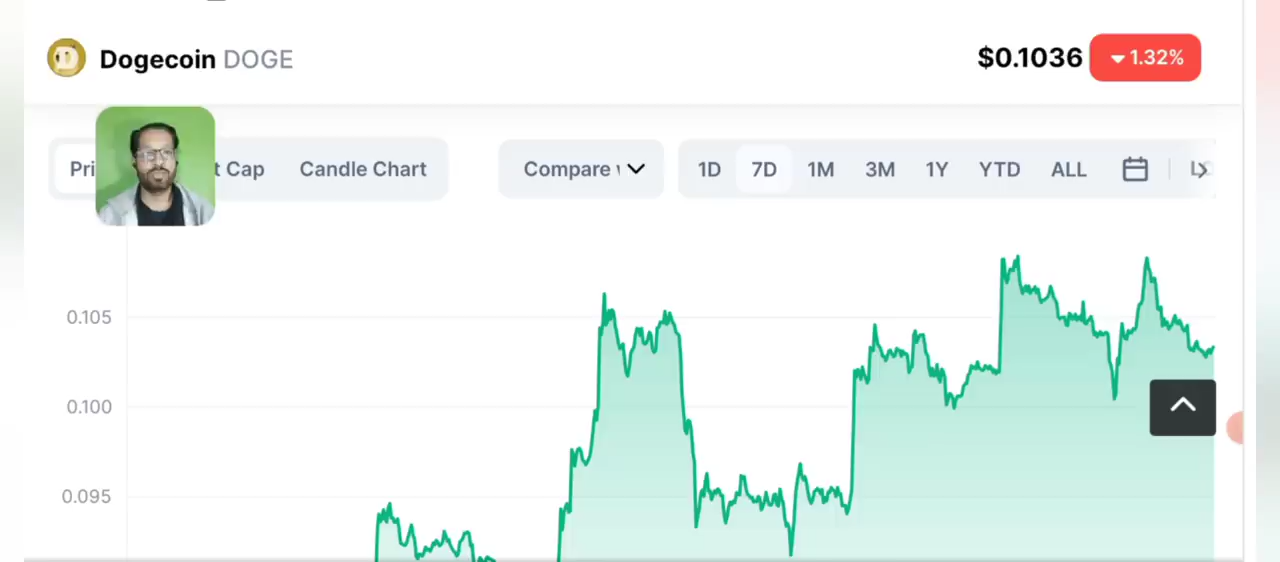 Dogecoin DOGE $0.1036 1.32%
Pri t Cap Candle Chart Compare 1D 7D 1M 3M 1Y YTD ALL
0.105
0.100
0.095